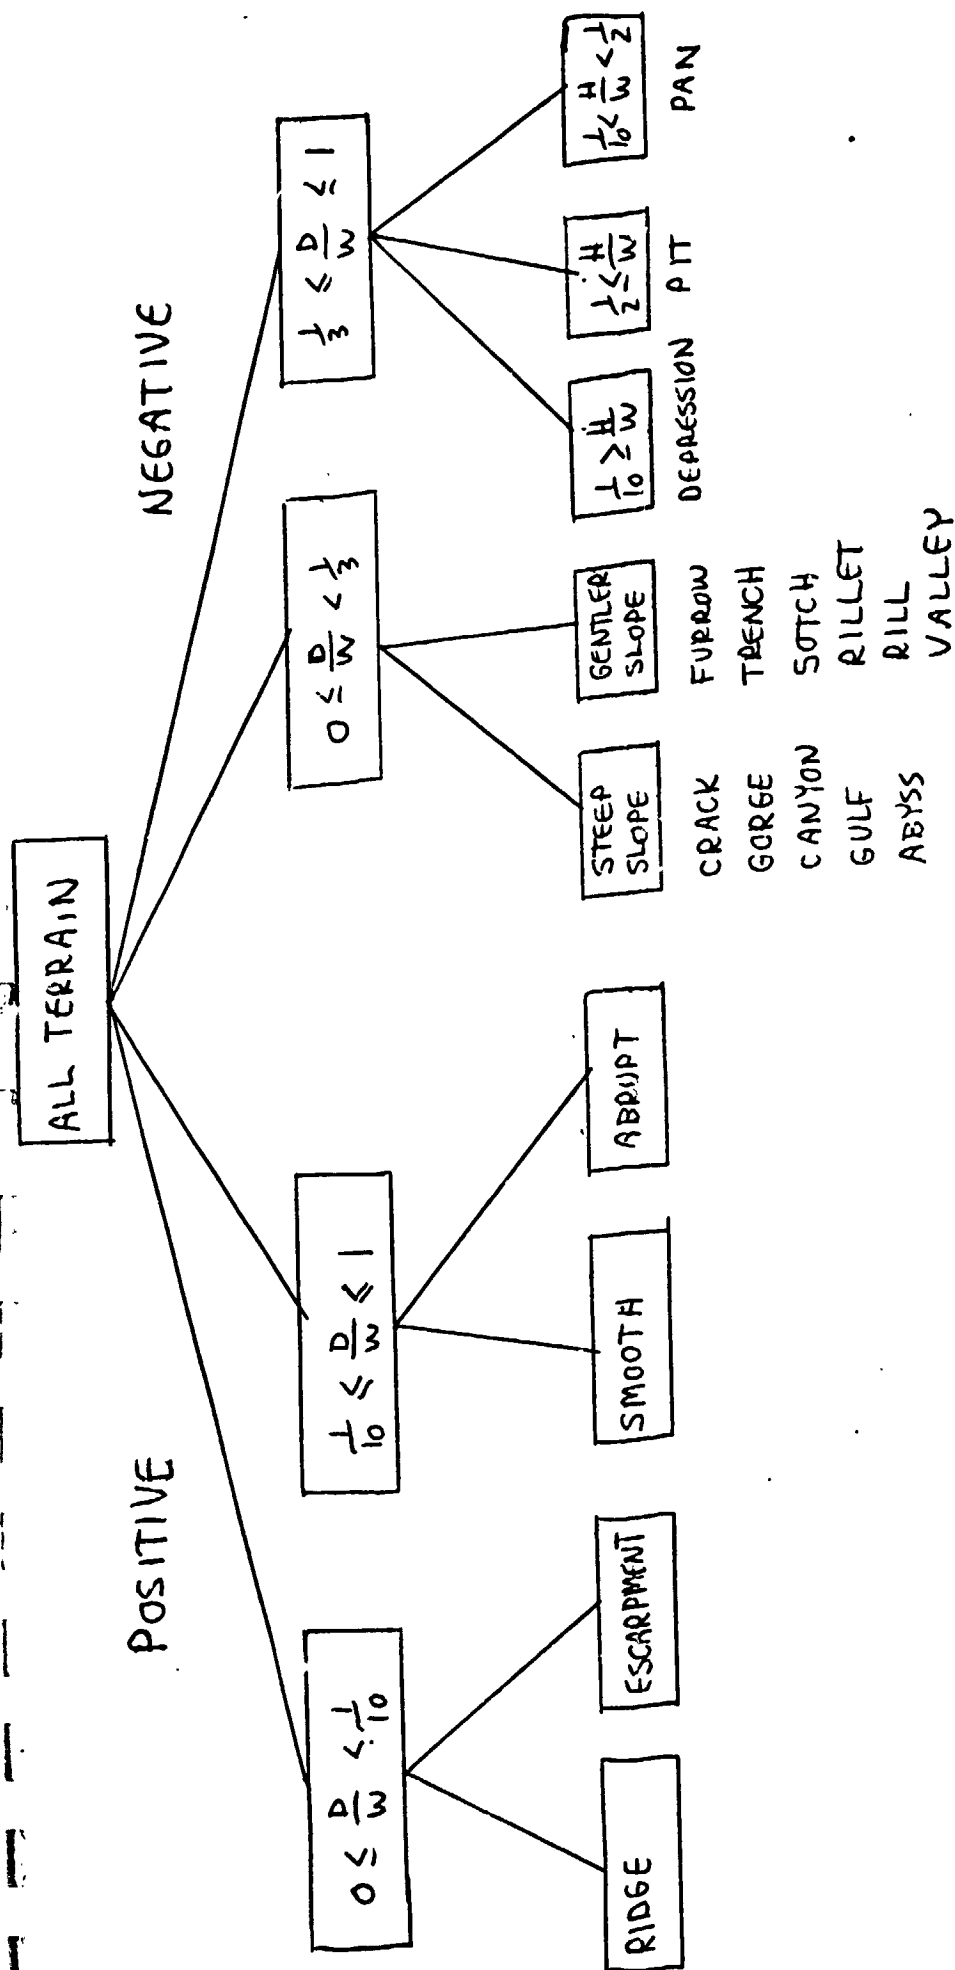 ALL TERRAIN
POSITIVE
NEGATIVE
0 ≤ D/W < 1/10
1/10 ≤ D/W ≤ 1
0 ≤ D/W < 1/3
1/3 ≤ D/W ≤ 1
RIDGE
ESCARPMENT
SMOOTH
ABRUPT
STEEP
SLOPE
GENTLER
SLOPE
1/10 ≥ H/W
1/2 ≤ H/W
1/10 < H/W < 1/2
CRACK
GORGE
CANYON
GULF
ABYSS
FURROW
TRENCH
SOTCH
RILLET
RILL
VALLEY
DEPRESSION
PIT
PAN